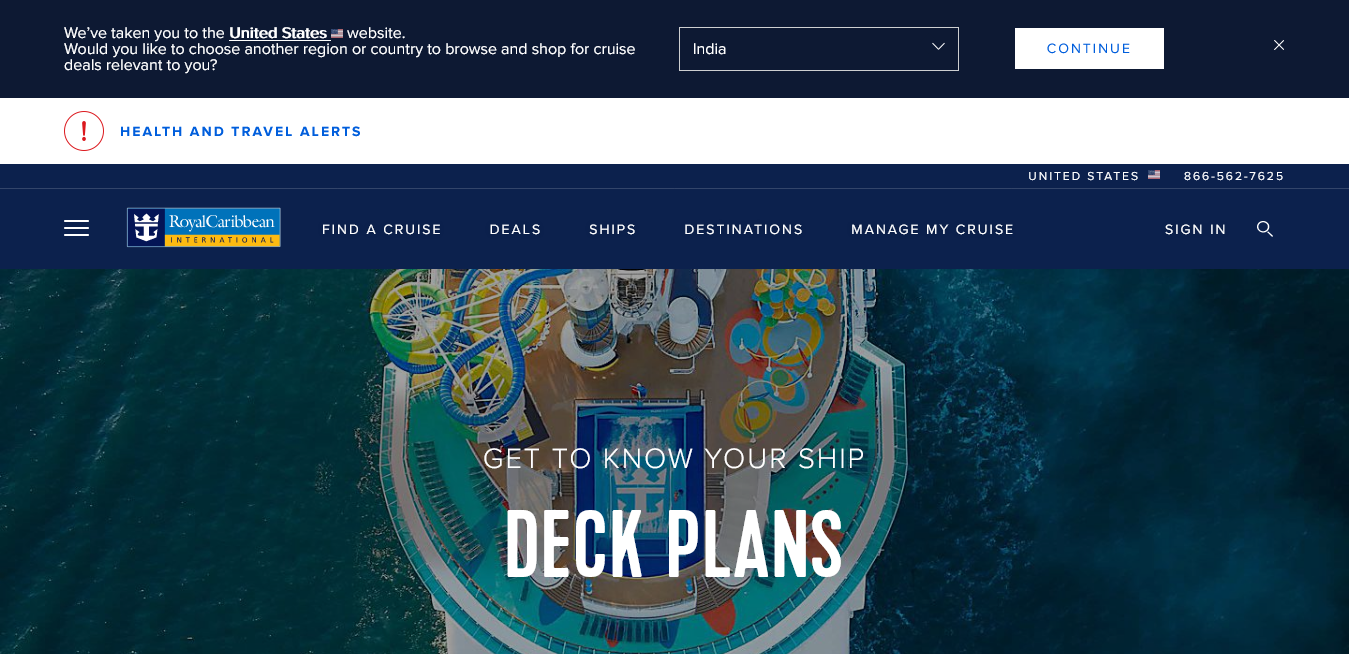 We've taken you to the United States website.
Would you like to choose another region or country to browse and shop for cruise
deals relevant to you?
India
CONTINUE
! HEALTH AND TRAVEL ALERTS
UNITED STATES 866-562-7625
RoyalCaribbean
INTERNATIONAL
FIND A CRUISE DEALS SHIPS DESTINATIONS MANAGE MY CRUISE SIGN IN
GET TO KNOW YOUR SHIP
DECK PLANS